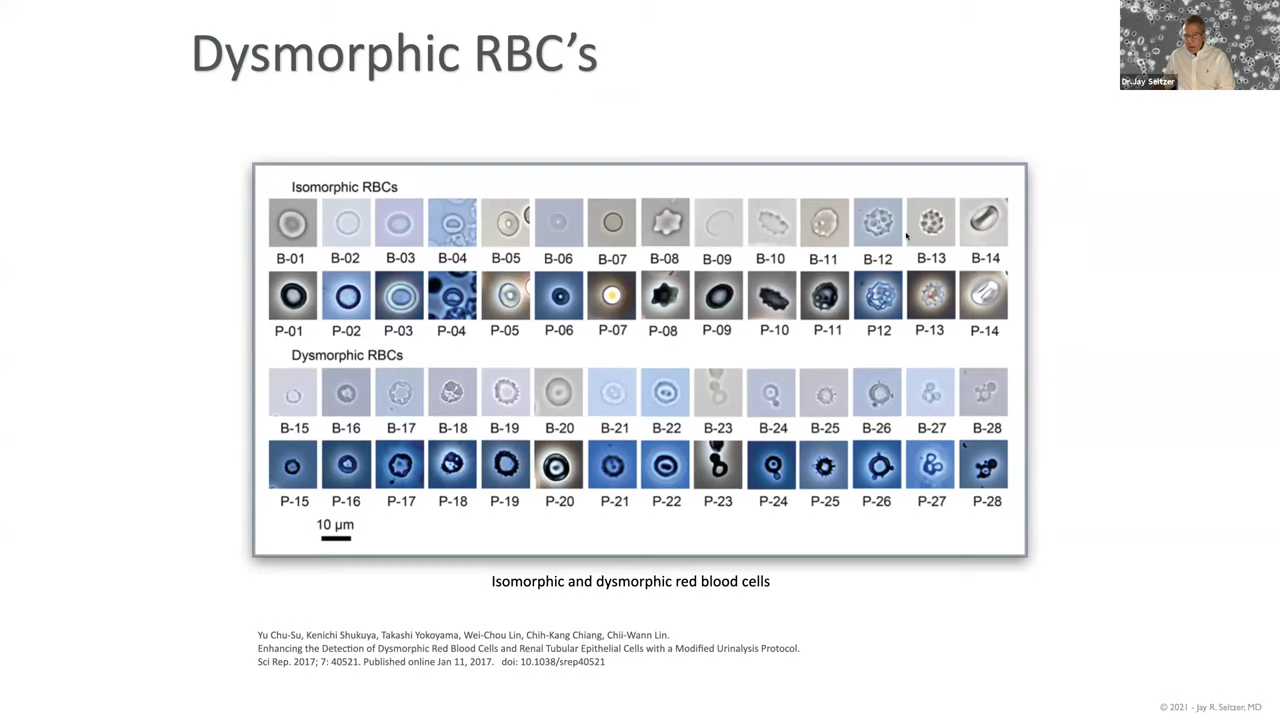 Dysmorphic RBC’s
Dr.Jay Seltzer
Isomorphic RBCs
B-01 B-02 B-03 B-04 B-05 B-06 B-07 B-08 B-09 B-10 B-11 B-12 B-13 B-14
P-01 P-02 P-03 P-04 P-05 P-06 P-07 P-08 P-09 P-10 P-11 P12 P-13 P-14
Dysmorphic RBCs
B-15 B-16 B-17 B-18 B-19 B-20 B-21 B-22 B-23 B-24 B-25 B-26 B-27 B-28
P-15 P-16 P-17 P-18 P-19 P-20 P-21 P-22 P-23 P-24 P-25 P-26 P-27 P-28
10 µm
Isomorphic and dysmorphic red blood cells
Yu Chu-Su, Kenichi Shukuya, Takashi Yokoyama, Wei-Chou Lin, Chih-Kang Chiang, Chii-Wann Lin.
Enhancing the Detection of Dysmorphic Red Blood Cells and Renal Tubular Epithelial Cells with a Modified Urinalysis Protocol.
Sci Rep. 2017; 7: 40521. Published online Jan 11, 2017. doi: 10.1038/srep40521
© 2021 - Jay R. Seltzer, MD